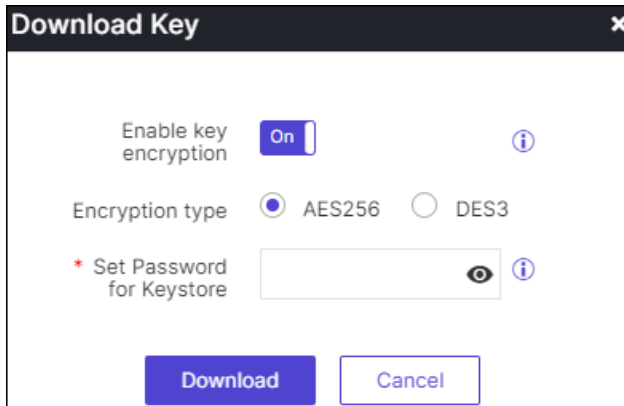 Download Key
Enable key
encryption
On
Encryption type
AES256
DES3
* Set Password
for Keystore
Download
Cancel